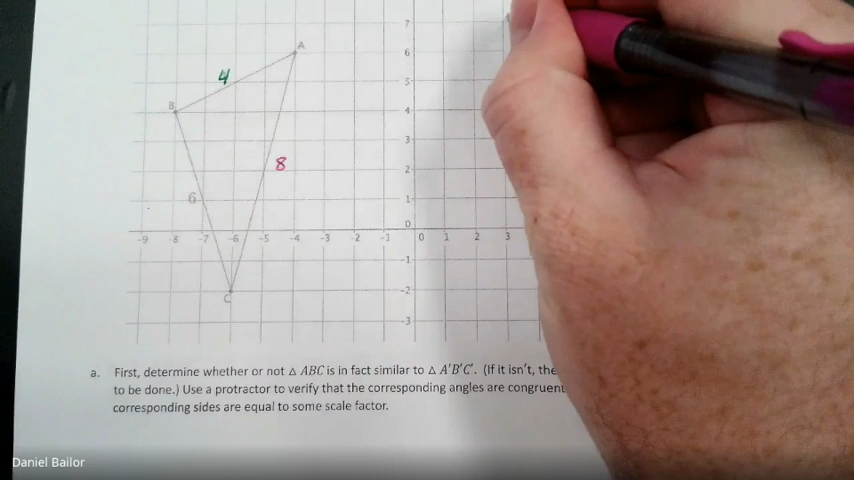 7
A
6
4
5
B
4
3
8
2
6
1
0
-9 -8 -7 -6 -5 -4 -3 -2 -1 0 1 2 3
-1
C
-2
-3
a. First, determine whether or not △ ABC is in fact similar to △ A'B'C'. (If it isn't, the
to be done.) Use a protractor to verify that the corresponding angles are congruent
corresponding sides are equal to some scale factor.
Daniel Bailor